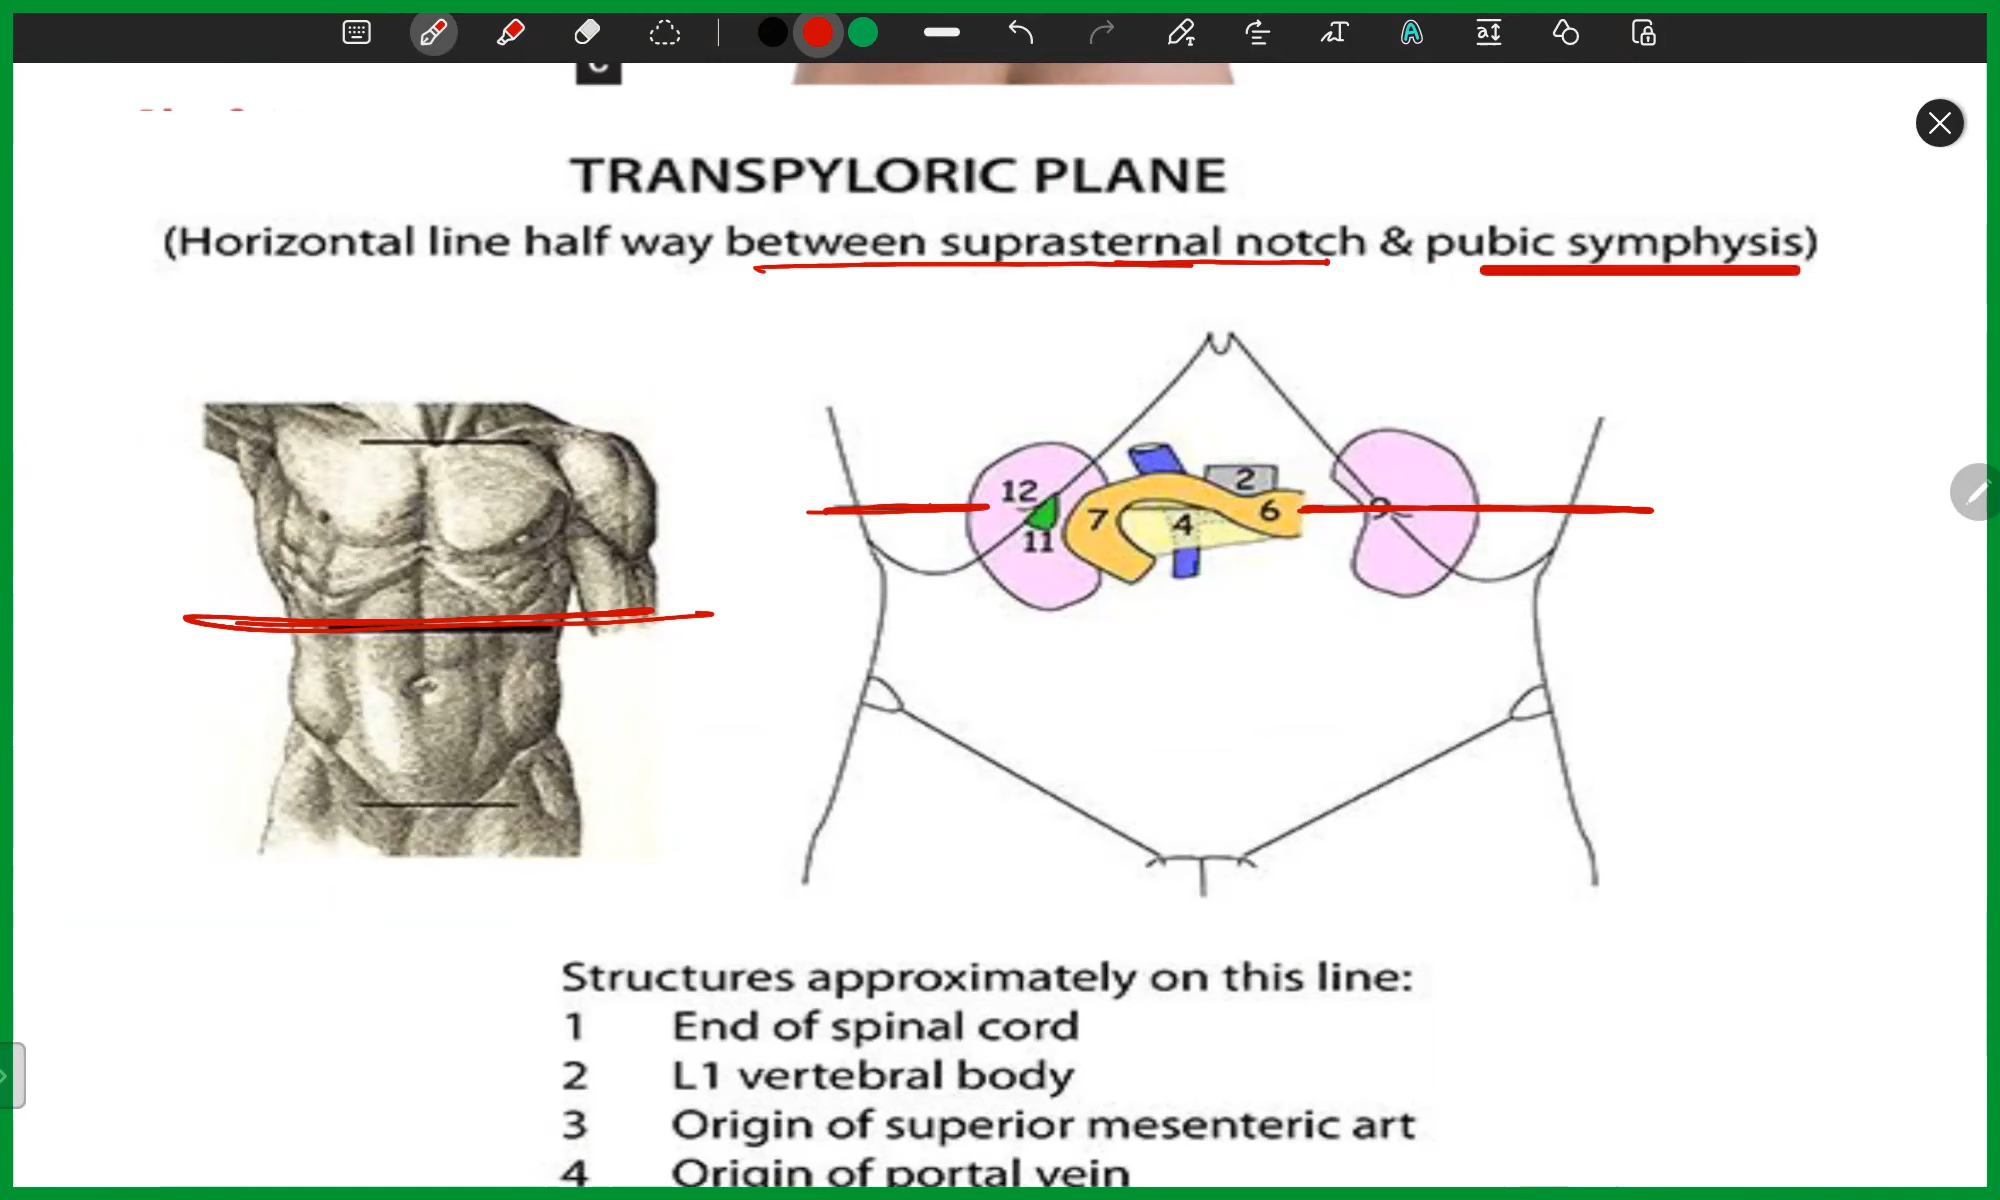 TRANSPYLORIC PLANE
(Horizontal line half way between suprasternal notch & pubic symphysis)
12
2
7
4
6
9
11
Structures approximately on this line:
1 End of spinal cord
2 L1 vertebral body
3 Origin of superior mesenteric art
4 Origin of portal vein